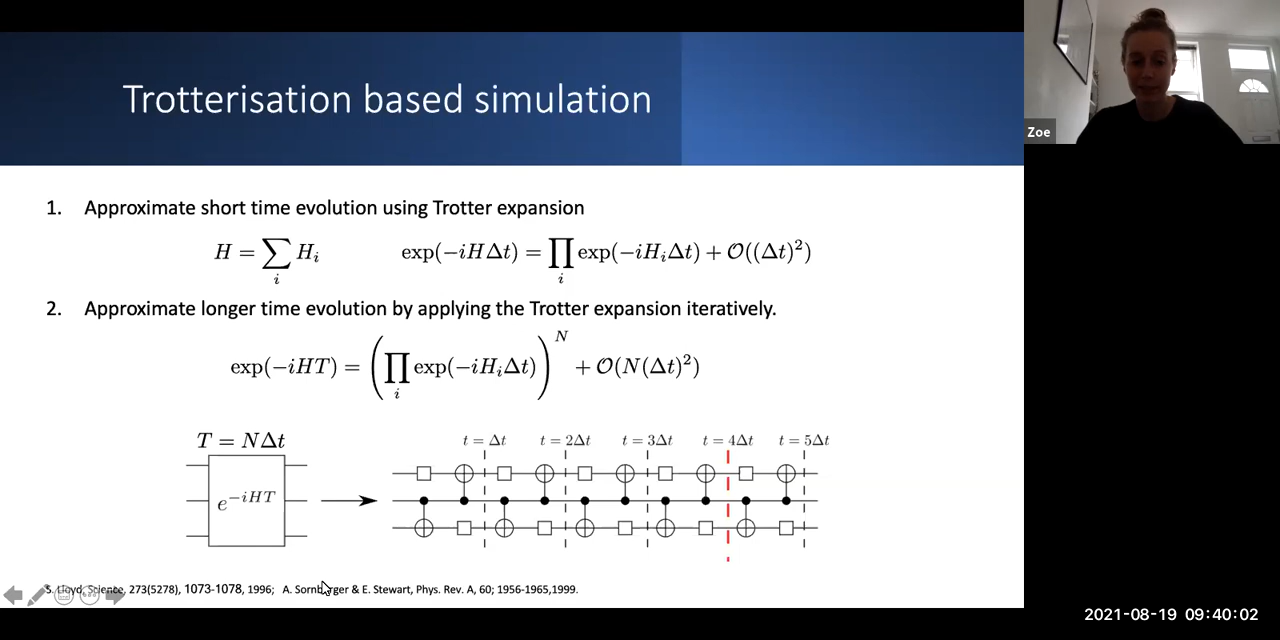 Trotterisation based simulation
Zoe
1. Approximate short time evolution using Trotter expansion
H = ∑_i H_i    exp(−iHΔt) = ∏_i exp(−iH_iΔt) + 𝒪((Δt)²)
2. Approximate longer time evolution by applying the Trotter expansion iteratively.
exp(−iHT) = (∏_i exp(−iH_iΔt))^N + 𝒪(N(Δt)²)
T = NΔt
t = Δt t = 2Δt t = 3Δt t = 4Δt t = 5Δt
e^{−iHT}
S. Lloyd, Science, 273(5278), 1073-1078, 1996; A. Sornberger & E. Stewart, Phys. Rev. A, 60; 1956-1965,1999.
2021-08-19 09:40:02